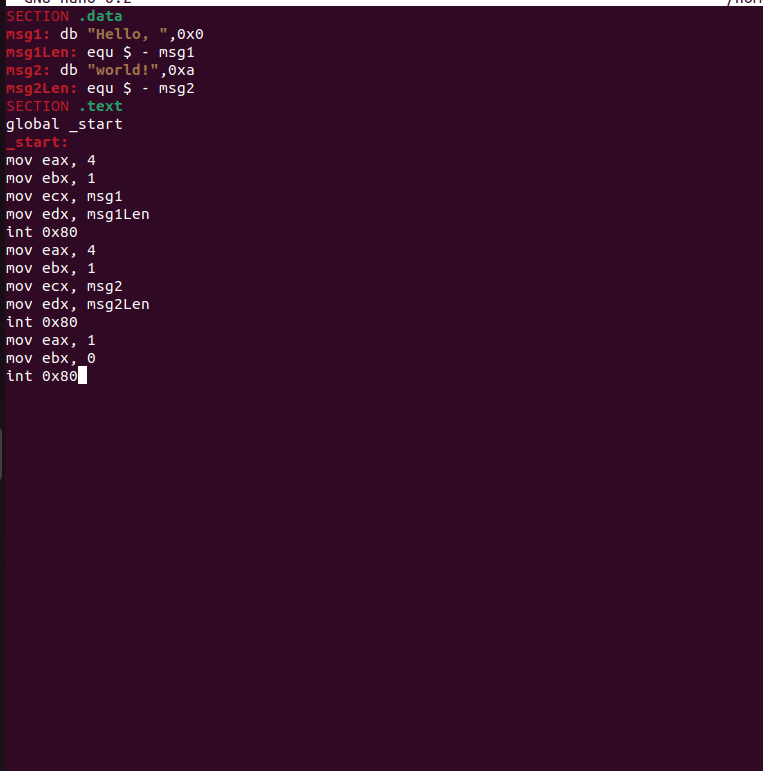 SECTION .data
msg1: db "Hello, ",0x0
msg1Len: equ $ - msg1
msg2: db "world!",0xa
msg2Len: equ $ - msg2
SECTION .text
global _start
_start:
mov eax, 4
mov ebx, 1
mov ecx, msg1
mov edx, msg1Len
int 0x80
mov eax, 4
mov ebx, 1
mov ecx, msg2
mov edx, msg2Len
int 0x80
mov eax, 1
mov ebx, 0
int 0x80